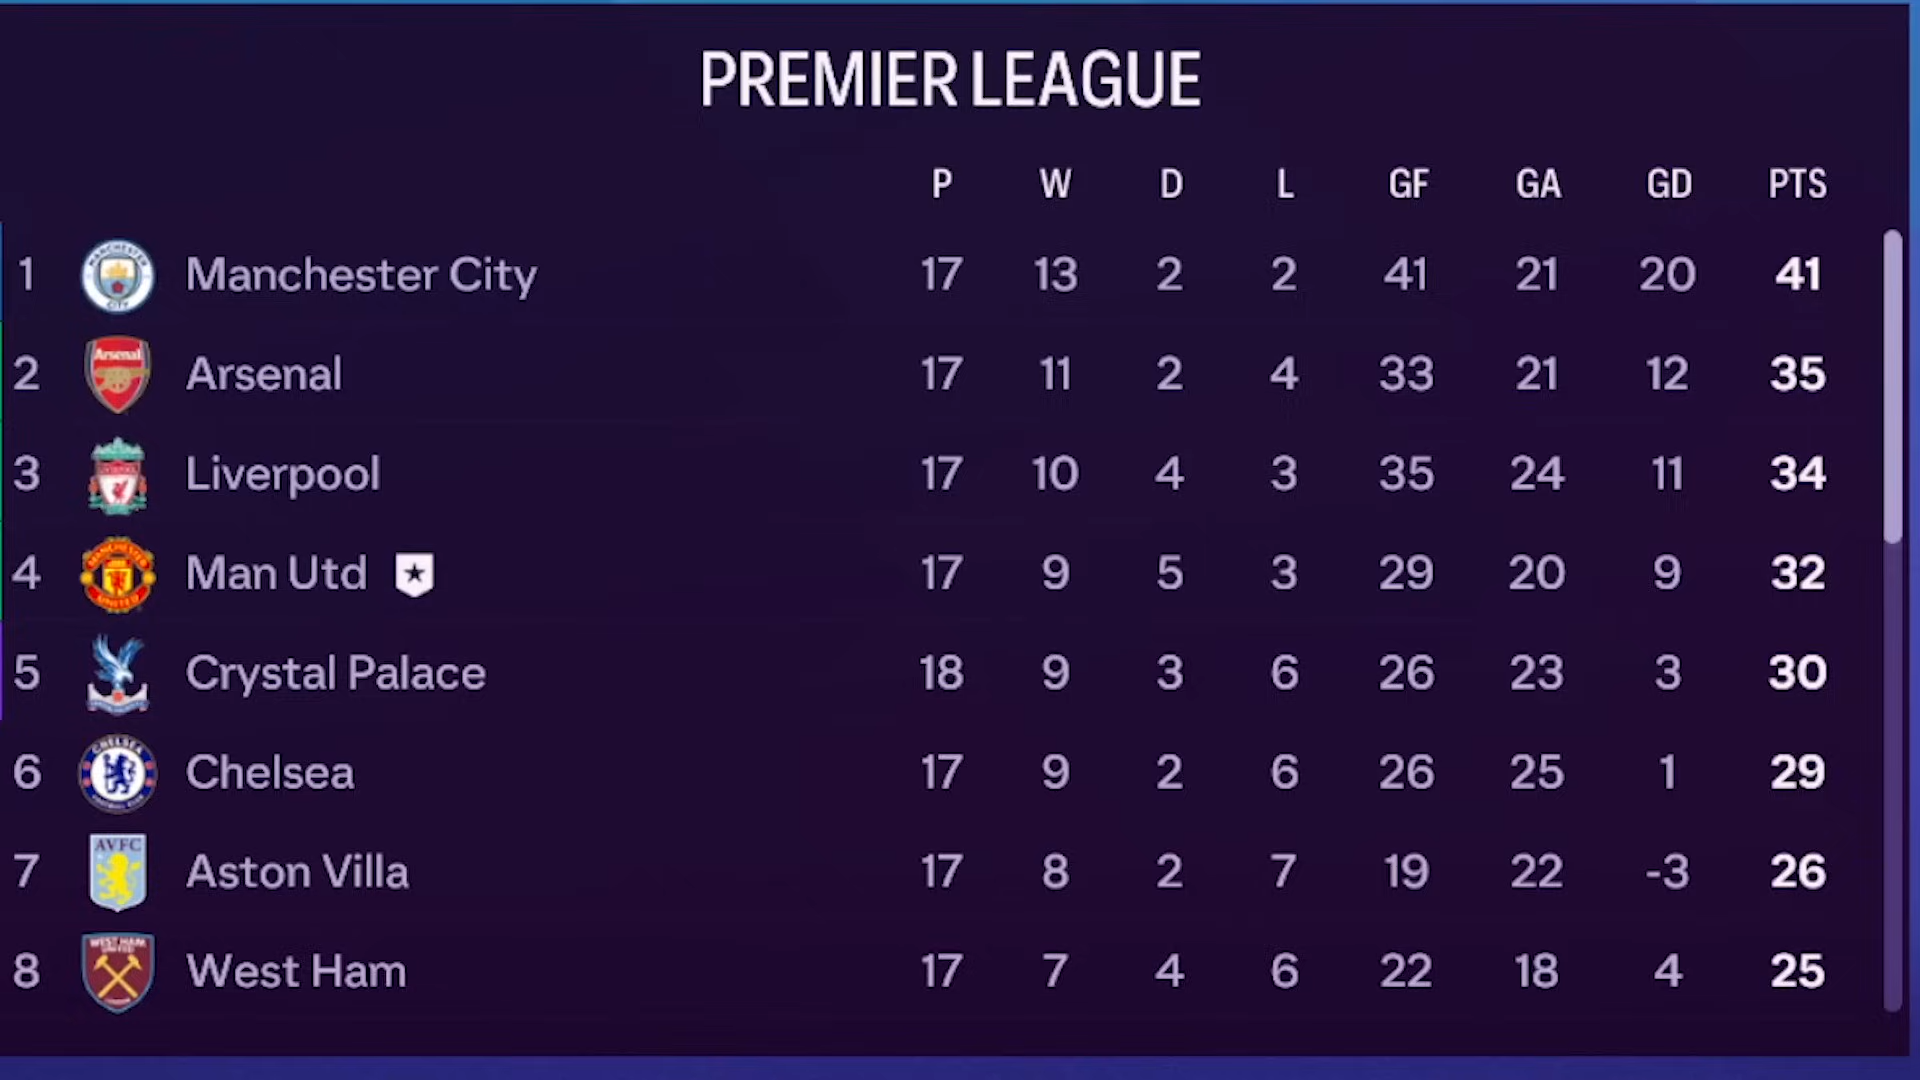 PREMIER LEAGUE
P W D L GF GA GD PTS
1 Manchester City 17 13 2 2 41 21 20 41
2 Arsenal 17 11 2 4 33 21 12 35
3 Liverpool 17 10 4 3 35 24 11 34
4 Man Utd 17 9 5 3 29 20 9 32
5 Crystal Palace 18 9 3 6 26 23 3 30
6 Chelsea 17 9 2 6 26 25 1 29
AVFC
7 Aston Villa 17 8 2 7 19 22 -3 26
8 West Ham 17 7 4 6 22 18 4 25